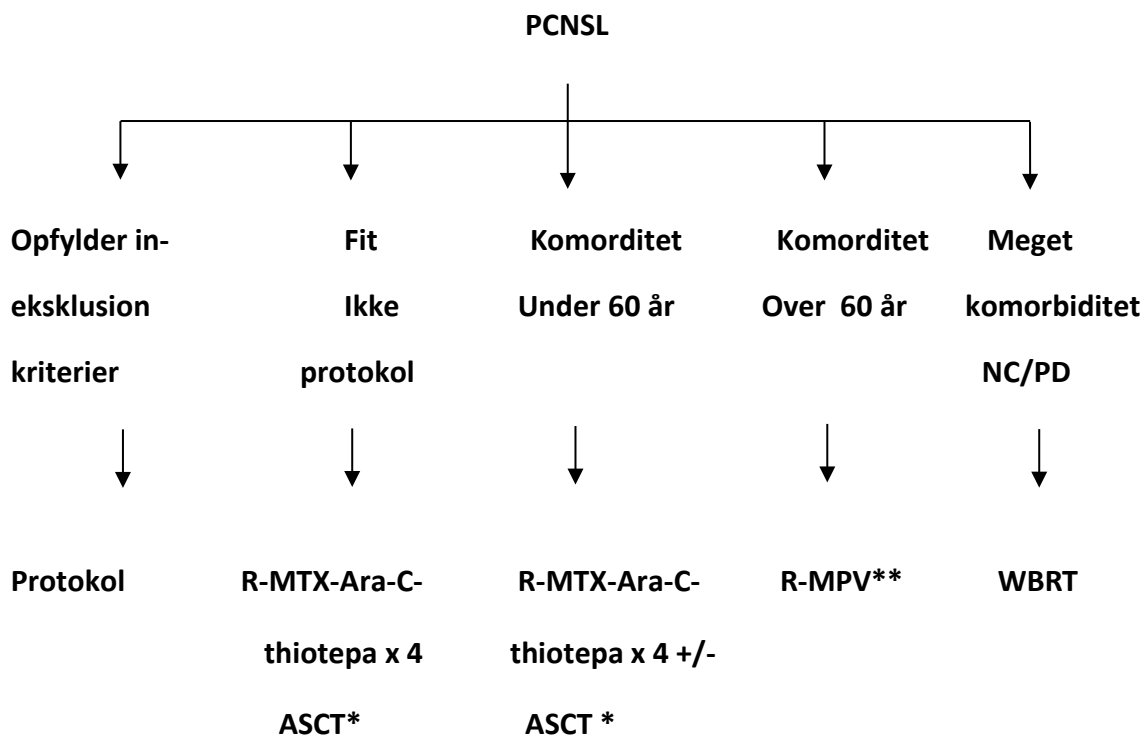 PCNSL
Opfylder in-
eksklusion
kriterier
Fit
Ikke
protokol
Komorditet
Under 60 år
Komorditet
Over 60 år
Meget
komorbiditet
NC/PD
Protokol
R-MTX-Ara-C-
thiotepa x 4
ASCT*
R-MTX-Ara-C-
thiotepa x 4 +/-
ASCT *
R-MPV**
WBRT